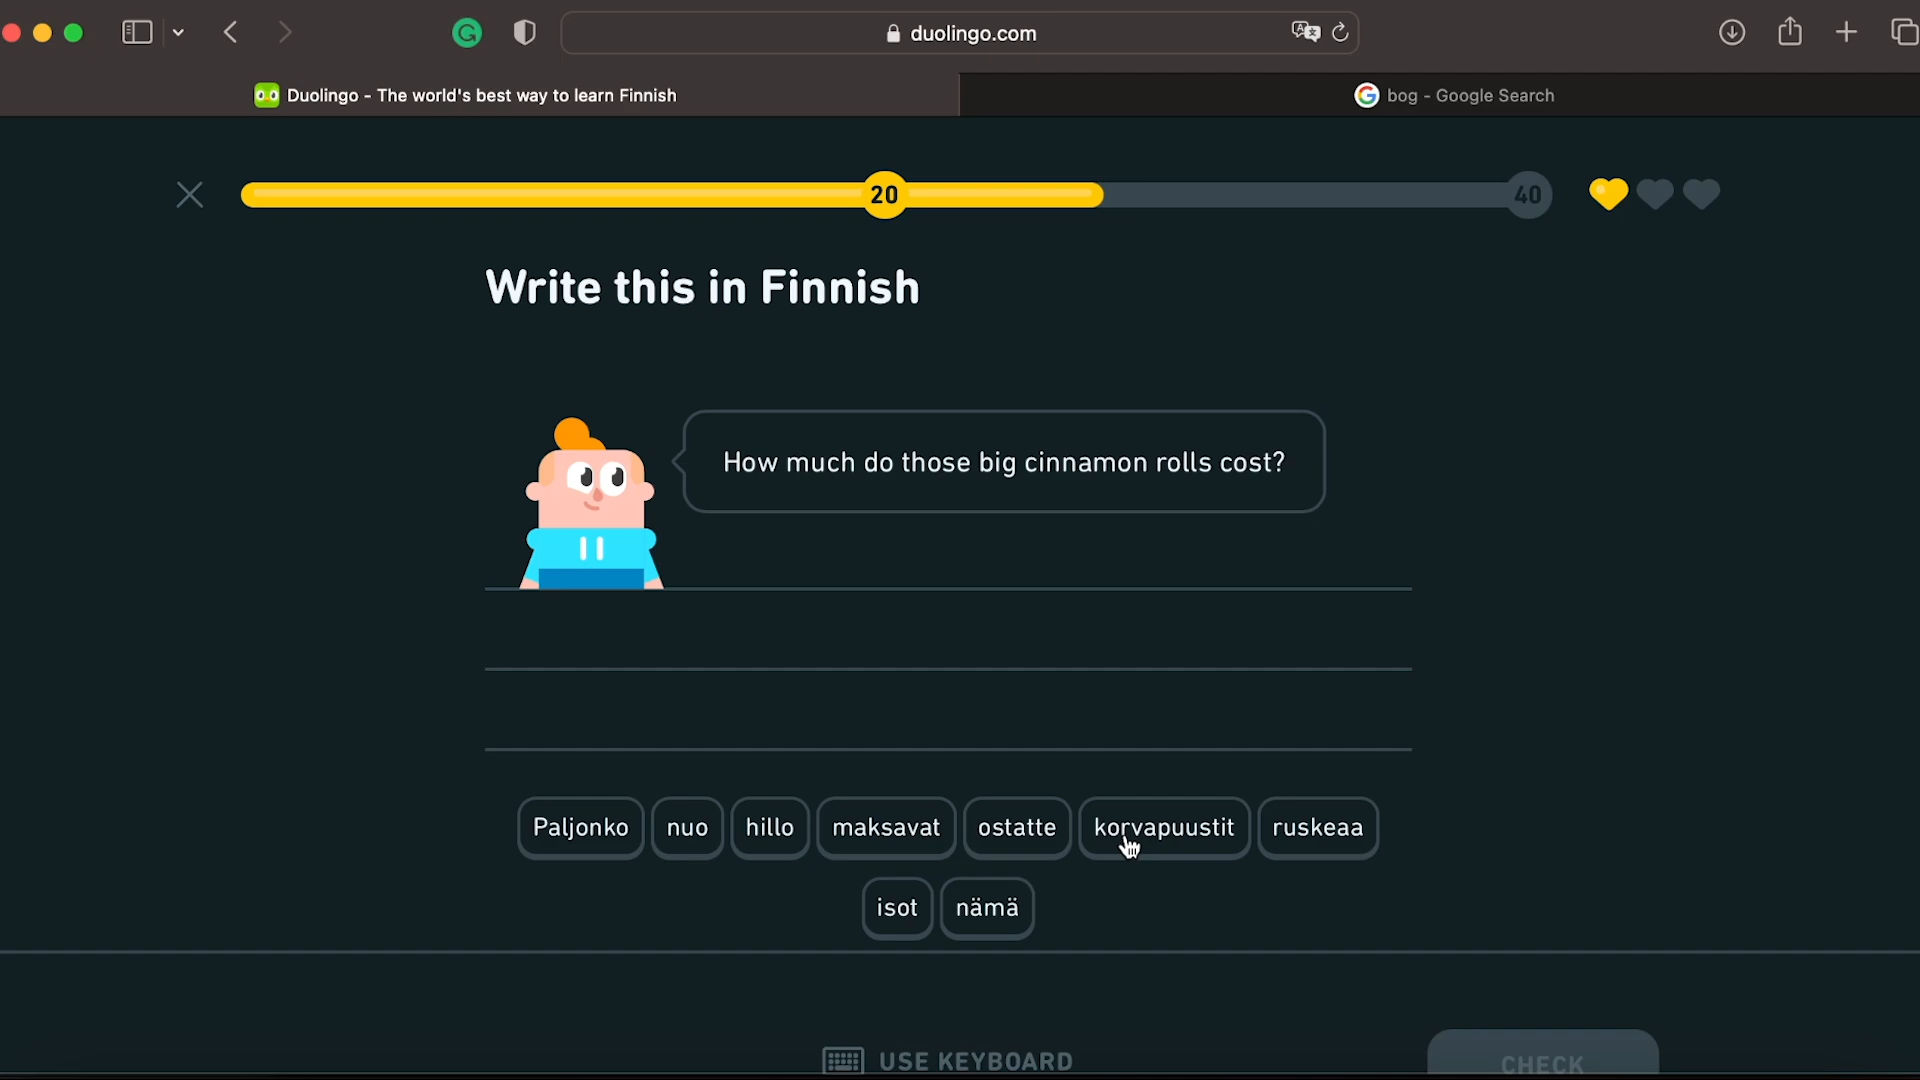 duolingo.com
Duolingo - The world's best way to learn Finnish
bog - Google Search
20
40
Write this in Finnish
How much do those big cinnamon rolls cost?
Paljonko nuo hillo maksavat ostatte korvapuustit ruskeaa
isot nämä
USE KEYBOARD
CHECK